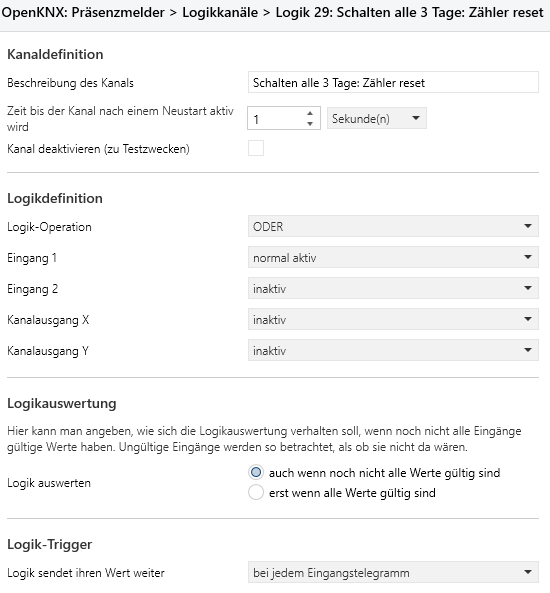 OpenKNX: Präsenzmelder > Logikkanäle > Logik 29: Schalten alle 3 Tage: Zähler reset
Kanaldefinition
Beschreibung des Kanals Schalten alle 3 Tage: Zähler reset
Zeit bis der Kanal nach einem Neustart aktiv
wird 1 Sekunde(n)
Kanal deaktivieren (zu Testzwecken)
Logikdefinition
Logik-Operation ODER
Eingang 1 normal aktiv
Eingang 2 inaktiv
Kanalausgang X inaktiv
Kanalausgang Y inaktiv
Logikauswertung
Hier kann man angeben, wie sich die Logikauswertung verhalten soll, wenn noch nicht alle Eingänge
gültige Werte haben. Ungültige Eingänge werden so betrachtet, als ob sie nicht da wären.
Logik auswerten auch wenn noch nicht alle Werte gültig sind
erst wenn alle Werte gültig sind
Logik-Trigger
Logik sendet ihren Wert weiter bei jedem Eingangstelegramm